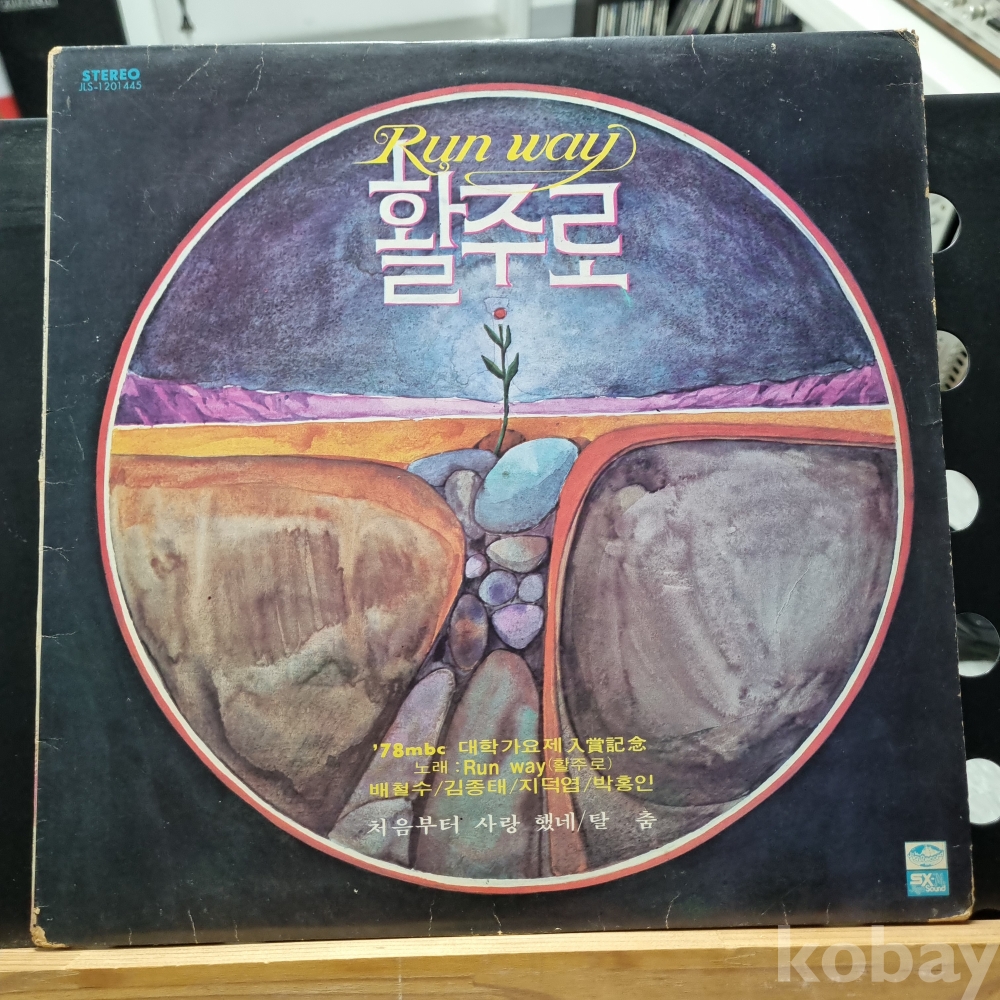 STEREO
JLS-1201445
Run way
활주로
'78mbc 대학가요제 入賞記念
노래 : Run way(활주로)
배철수/김종태/지덕엽/박홍인
처음부터 사랑 했네/탈 춤
SX-
Sound
kobay